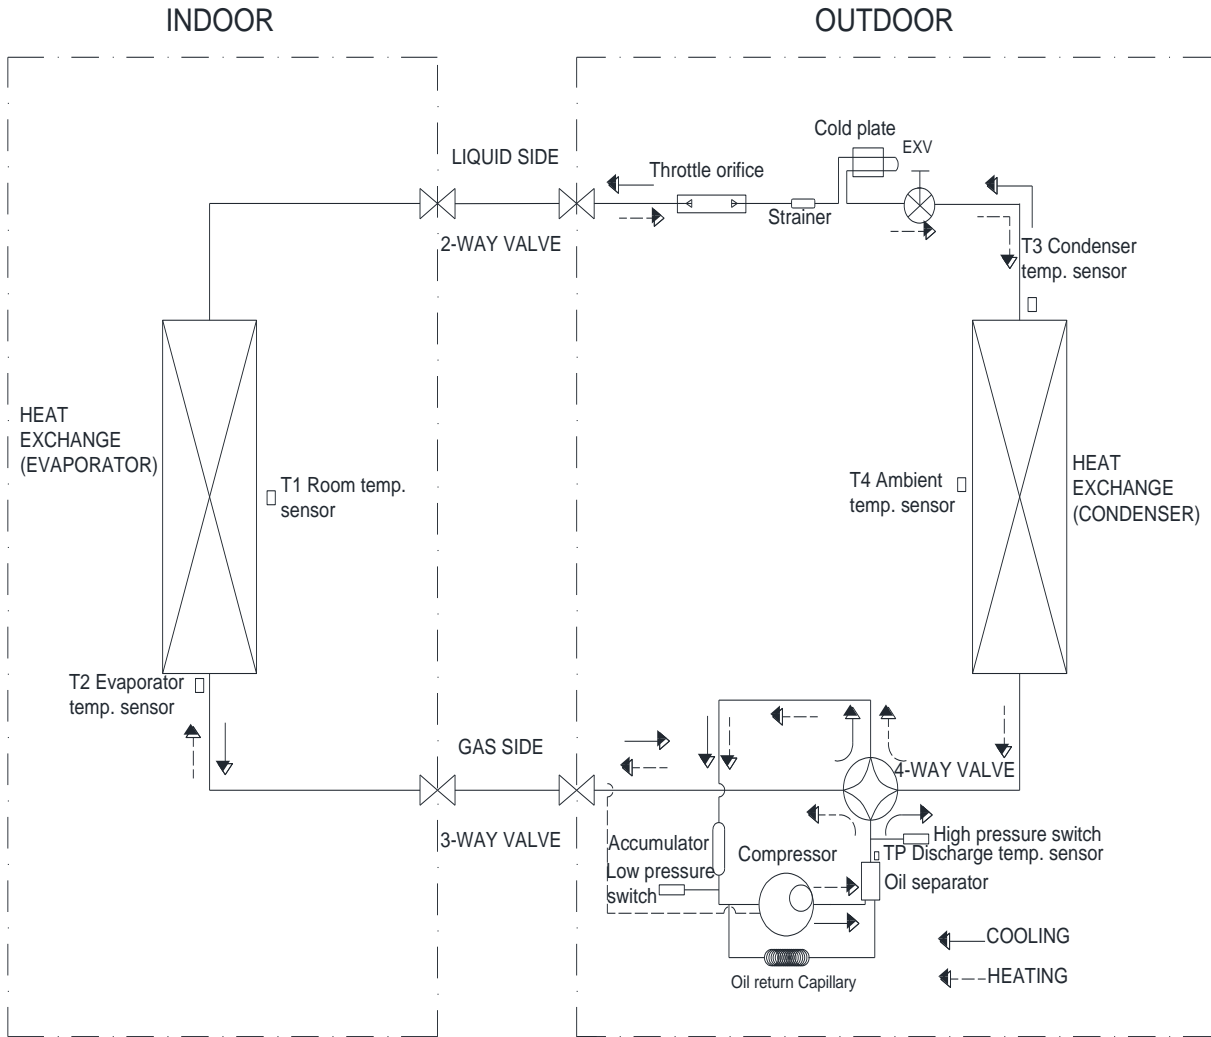 INDOOR
OUTDOOR
Cold plate
EXV
LIQUID SIDE
Throttle orifice
Strainer
2-WAY VALVE
T3 Condenser
temp. sensor
HEAT
EXCHANGE
(EVAPORATOR)
T1 Room temp.
sensor
T4 Ambient
temp. sensor
HEAT
EXCHANGE
(CONDENSER)
T2 Evaporator
temp. sensor
GAS SIDE
4-WAY VALVE
3-WAY VALVE
Accumulator
Low pressure
switch
Compressor
High pressure switch
TP Discharge temp. sensor
Oil separator
COOLING
HEATING
Oil return Capillary